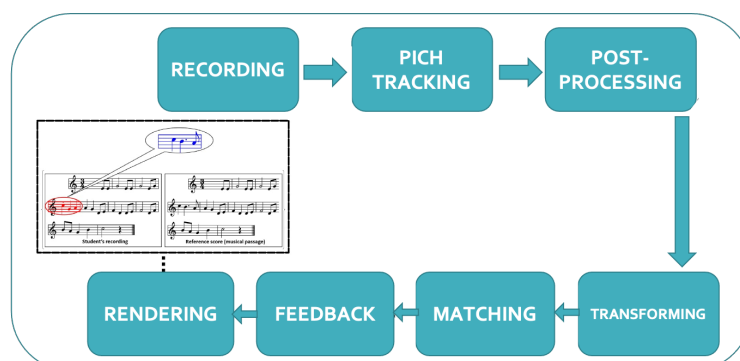 RECORDING
PICH
TRACKING
POST-
PROCESSING
Student's recording
Reference score (musical passage)
RENDERING
FEEDBACK
MATCHING
TRANSFORMING